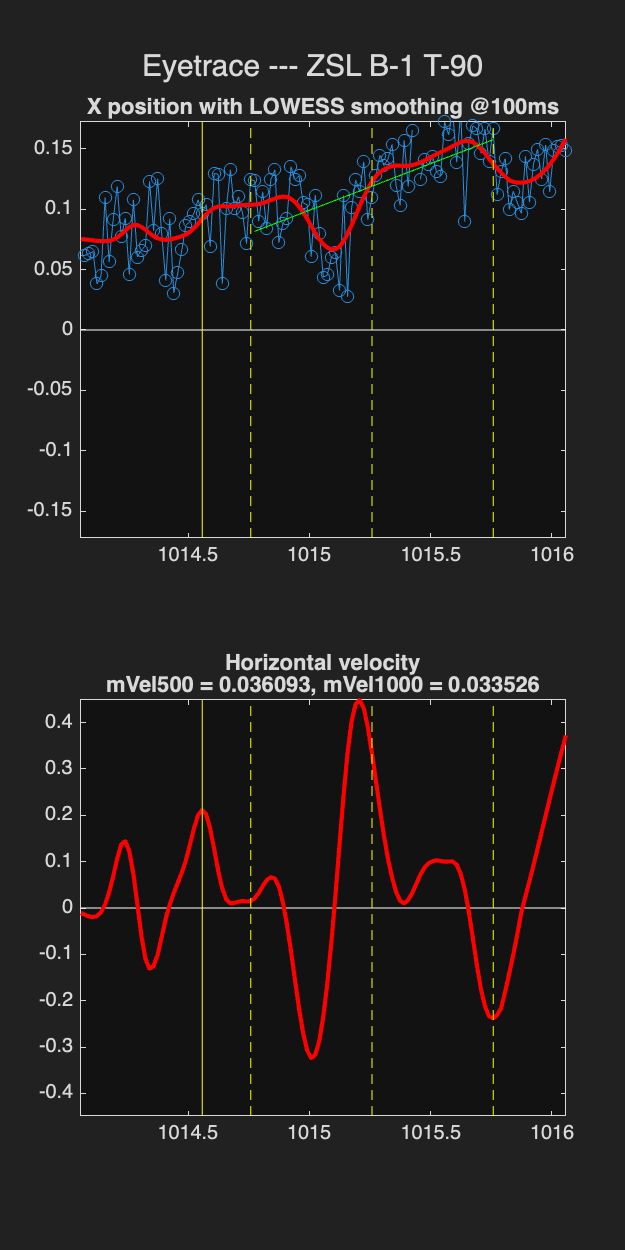 Eyetrace --- ZSL B-1 T-90
X position with LOWESS smoothing @100ms
0.15
0.1
0.05
0
-0.05
-0.1
-0.15
1014.5 1015 1015.5 1016
Horizontal velocity
mVel500 = 0.036093, mVel1000 = 0.033526
0.4
0.3
0.2
0.1
0
-0.1
-0.2
-0.3
-0.4
1014.5 1015 1015.5 1016